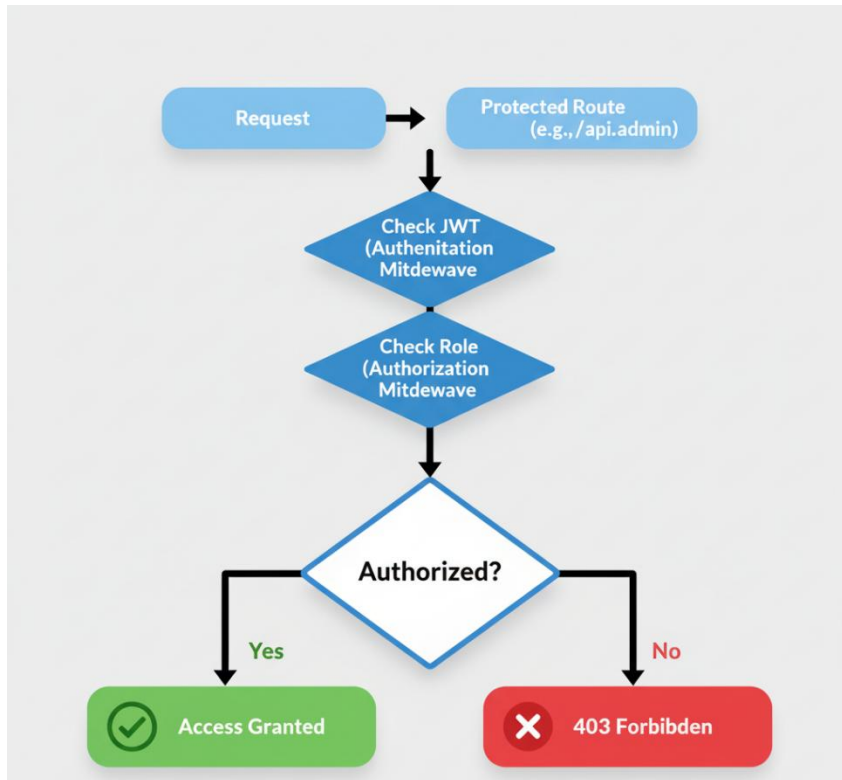 Request
Protected Route
(e.g.,/api.admin)
Check JWT
(Authenitation
Mitdewave
Check Role
(Authorization
Mitdewave
Authorized?
Yes
No
Access Granted
403 Forbibden